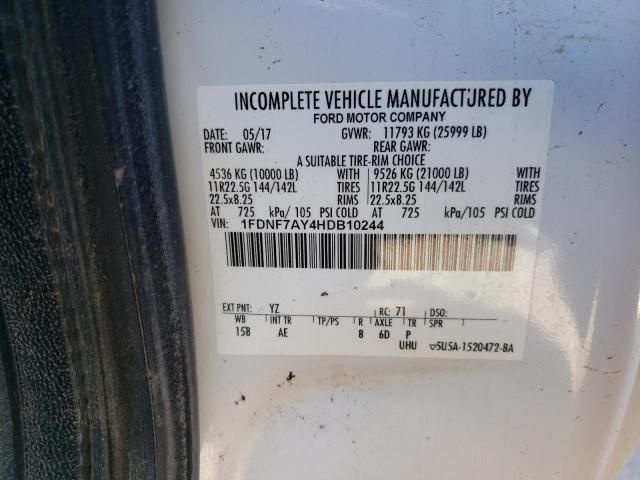 INCOMPLETE VEHICLE MANUFACTURED BY
FORD MOTOR COMPANY
DATE: 05/17 GVWR: 11793 KG (25999 LB)
FRONT GAWR: REAR GAWR:
A SUITABLE TIRE-RIM CHOICE
4536 KG (10000 LB) WITH 9526 KG (21000 LB) WITH
11R22.5G 144/142L TIRES 11R22.5G 144/142L TIRES
22.5x8.25 RIMS 22.5x8.25 RIMS
AT 725 kPa/ 105 PSI COLD AT 725 kPa/ 105 PSI COLD
VIN: 1FDNF7AY4HDB10244
EXT PNT: YZ RC: 71 DSO:
WB INT TR TP/PS R AXLE TR SPR
158 AE 8 6D P
UHU ▽5U5A-1520472-BA